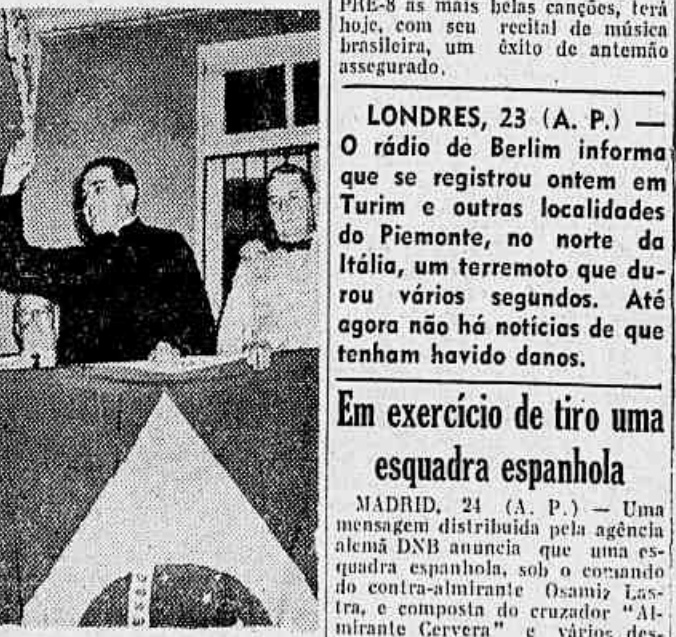 PRE-8 as mais belas canções, terá
hoje, com seu recital de música
brasileira, um êxito de antemão
assegurado.
LONDRES, 23 (A. P.) —
O rádio de Berlim informa
que se registrou ontem em
Turim e outras localidades
do Piemonte, no norte da
Itália, um terremoto que du-
rou vários segundos. Até
agora não há notícias de que
tenham havido danos.
Em exercício de tiro uma
esquadra espanhola
MADRID, 24 (A. P.) — Uma
mensagem distribuida pela agência
alemã DNB anuncia que uma es-
quadra espanhola, sob o comando
do contra-almirante Osamiz Las-
tra, e composta do cruzador "Al-
mirante Cervera" e vários des-